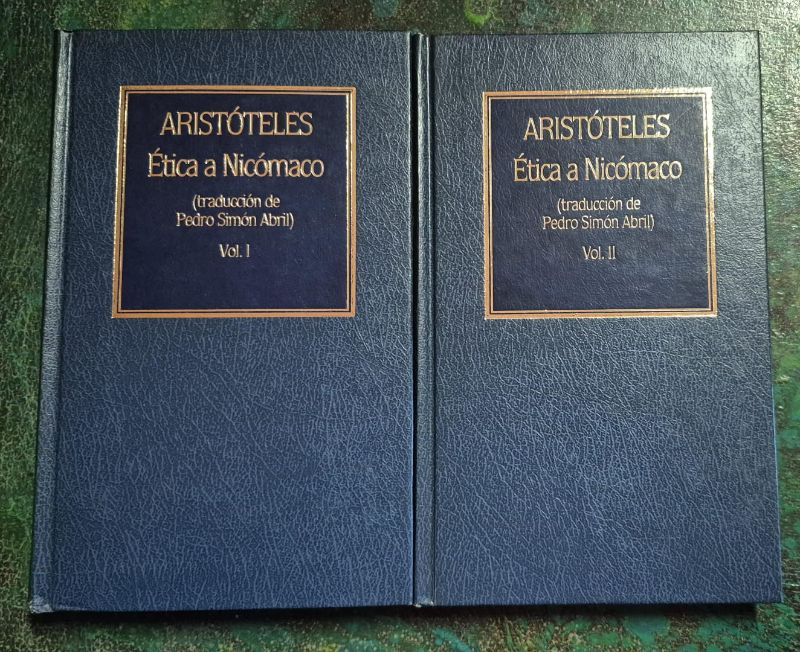 ARISTÓTELES
Ética a Nicómaco
(traducción de
Pedro Simón Abril)
Vol. I
ARISTÓTELES
Ética a Nicómaco
(traducción de
Pedro Simón Abril)
Vol. II